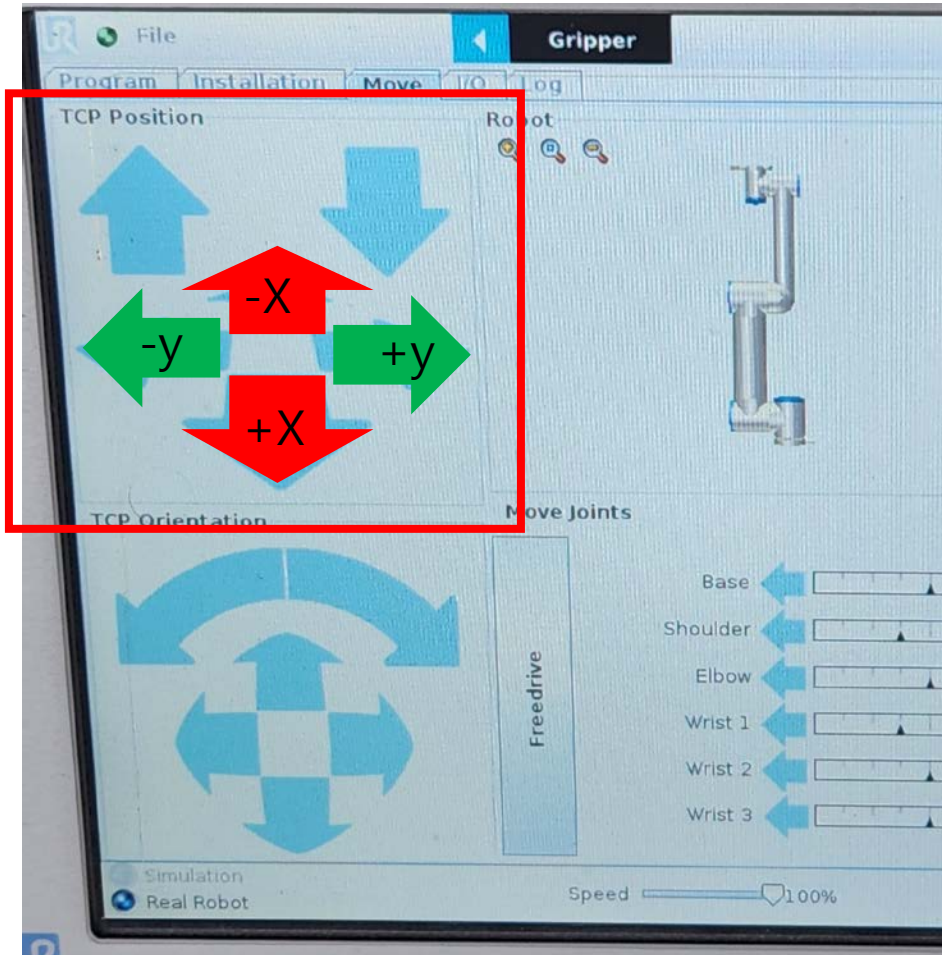 File
Gripper
Program Installation Move I/O Log
TCP Position
Robot
-X
-y
+y
+X
TCP Orientation
Move Joints
Base
Shoulder
Elbow
Freedrive
Wrist 1
Wrist 2
Wrist 3
Simulation
Real Robot
Speed 100%